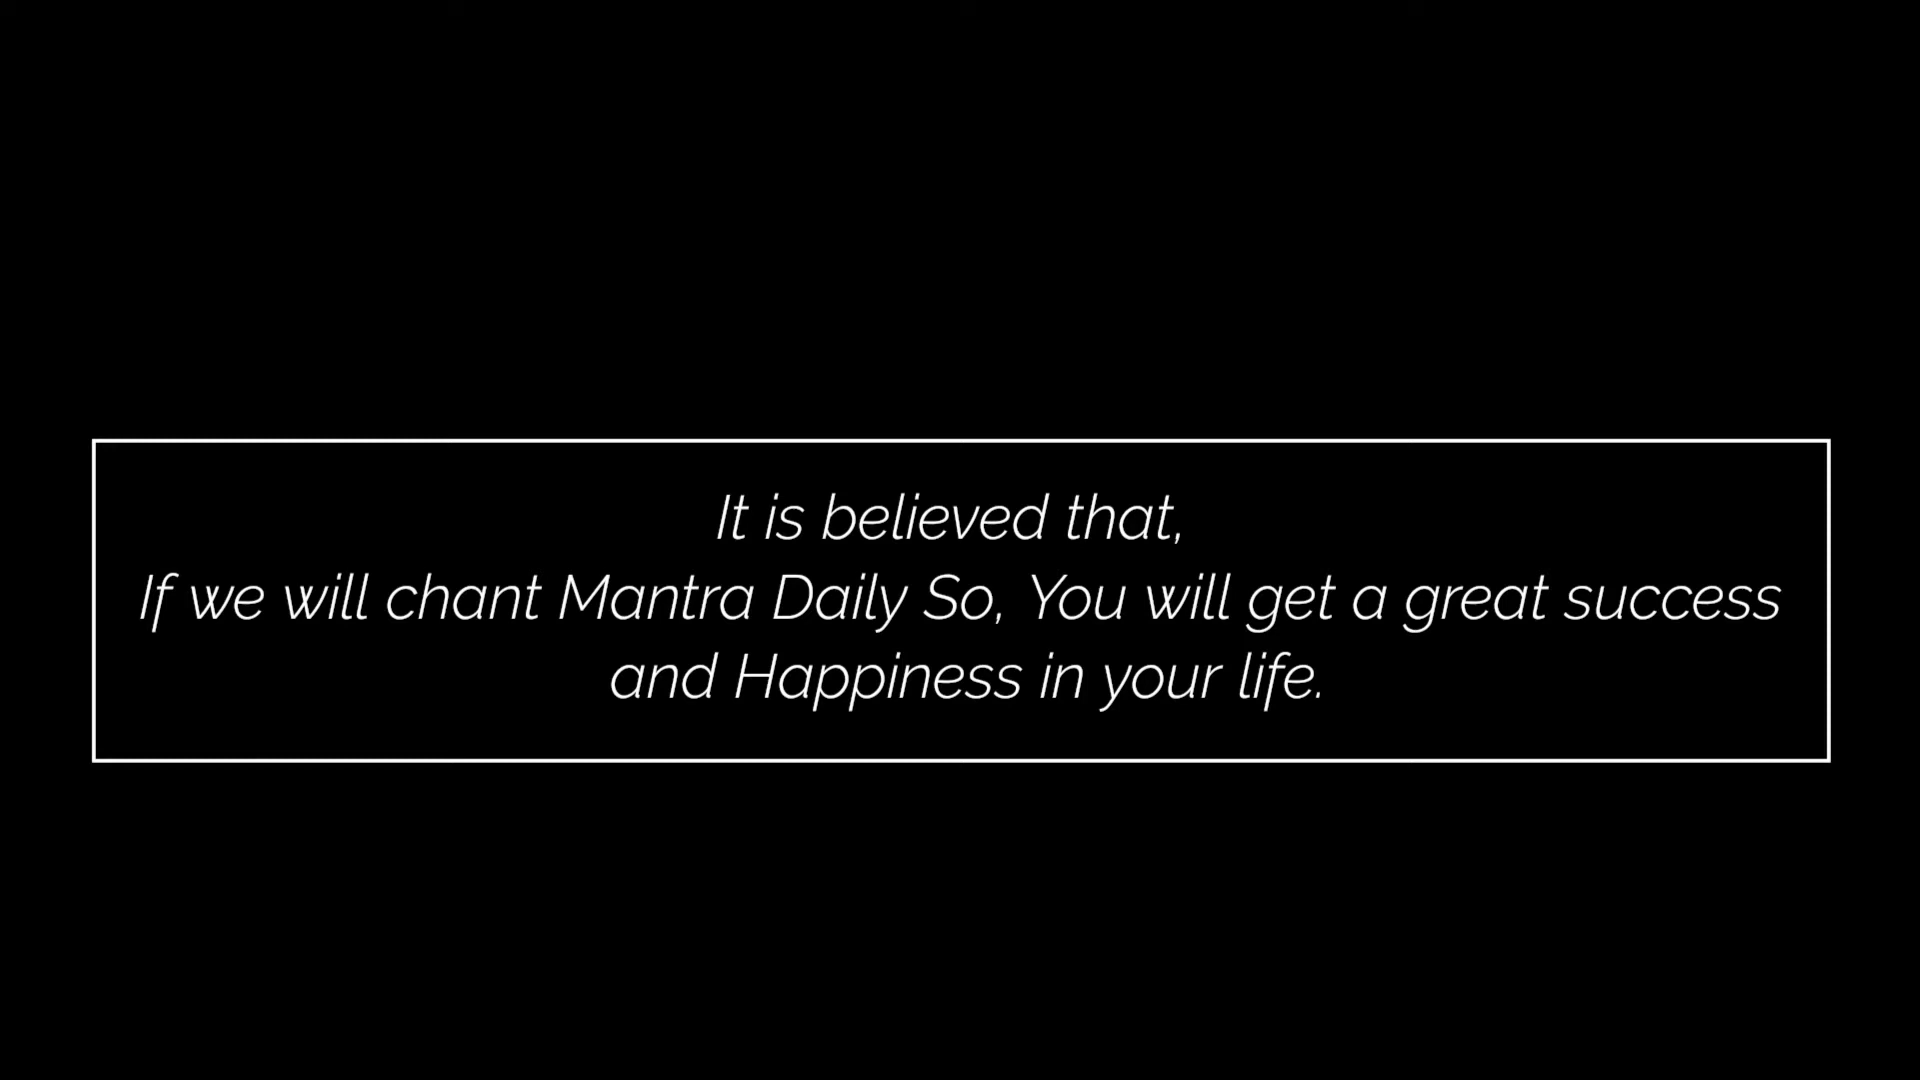 It is believed that,
If we will chant Mantra Daily So, You will get a great success
and Happiness in your life.